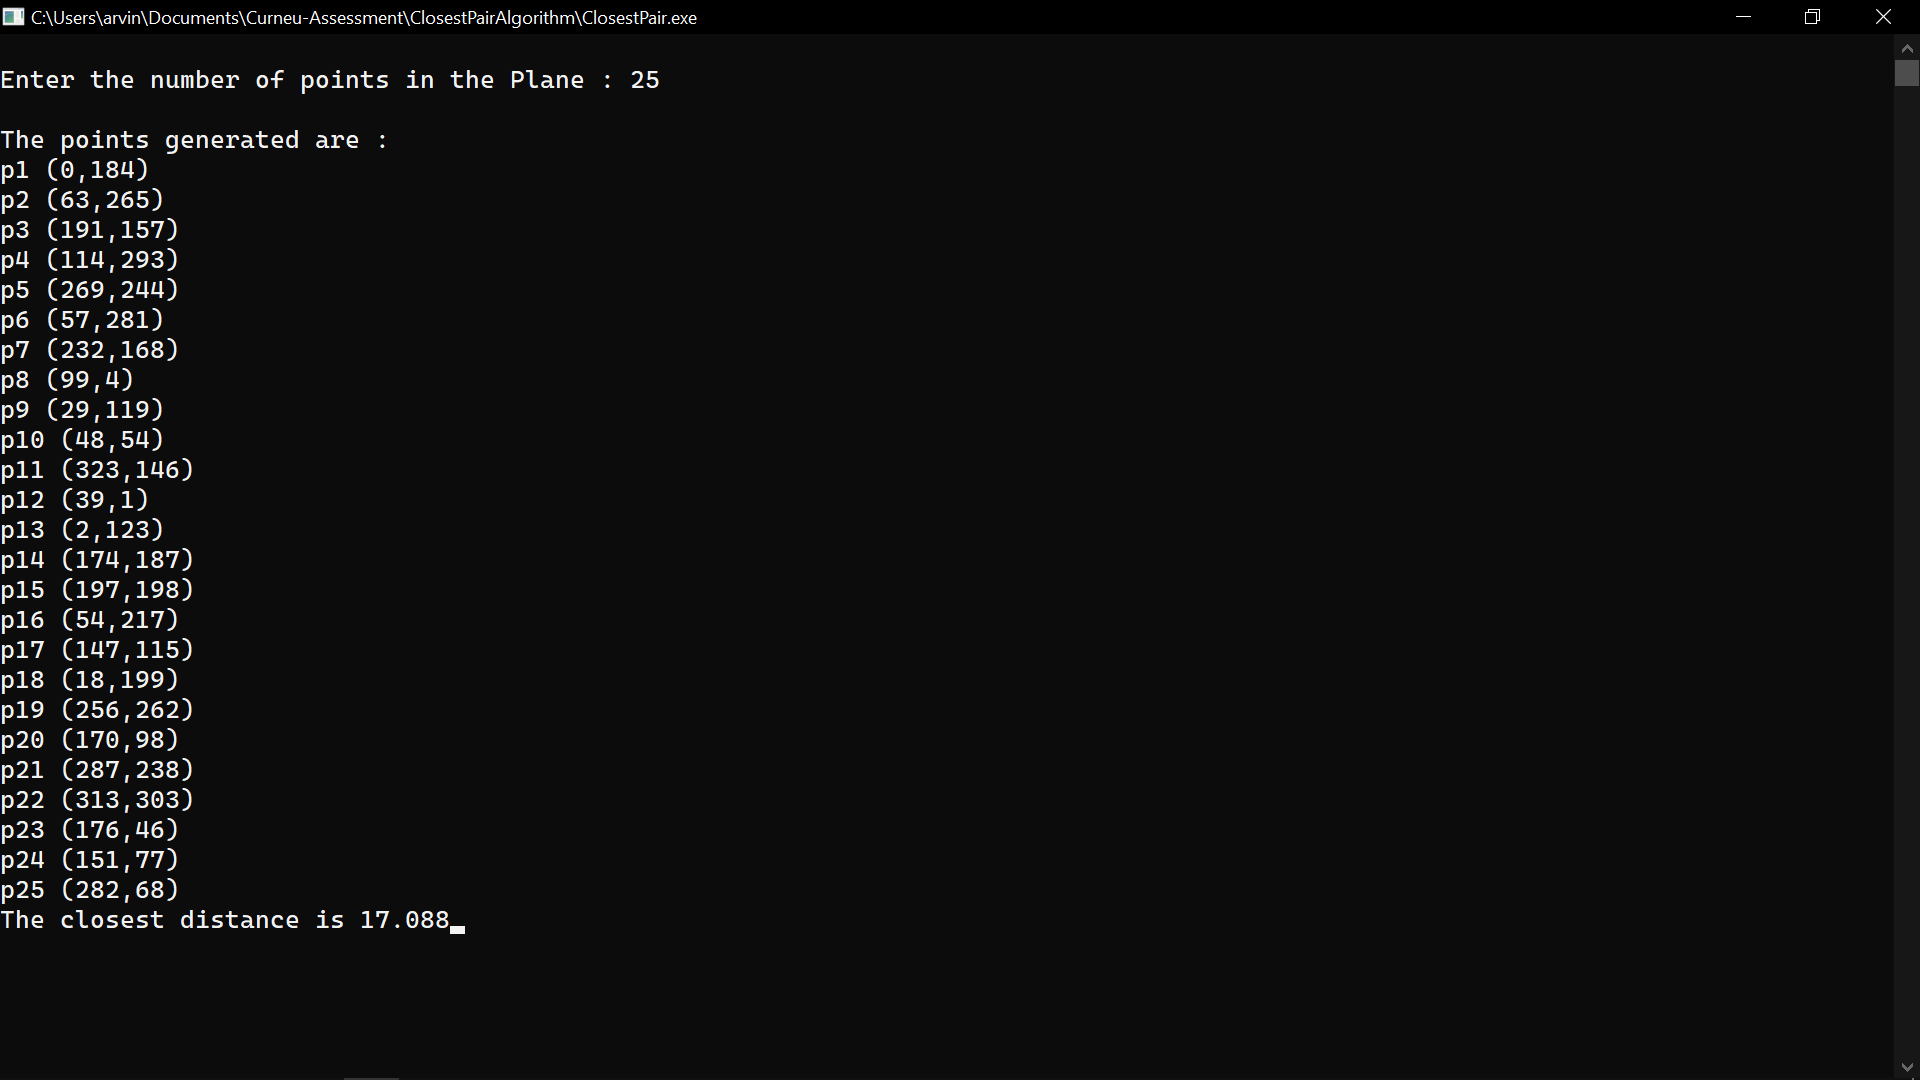 C:\Users\arvin\Documents\Curneu-Assessment\ClosestPairAlgorithm\ClosestPair.exe
Enter the number of points in the Plane : 25
The points generated are :
p1 (0,184)
p2 (63,265)
p3 (191,157)
p4 (114,293)
p5 (269,244)
p6 (57,281)
p7 (232,168)
p8 (99,4)
p9 (29,119)
p10 (48,54)
p11 (323,146)
p12 (39,1)
p13 (2,123)
p14 (174,187)
p15 (197,198)
p16 (54,217)
p17 (147,115)
p18 (18,199)
p19 (256,262)
p20 (170,98)
p21 (287,238)
p22 (313,303)
p23 (176,46)
p24 (151,77)
p25 (282,68)
The closest distance is 17.088